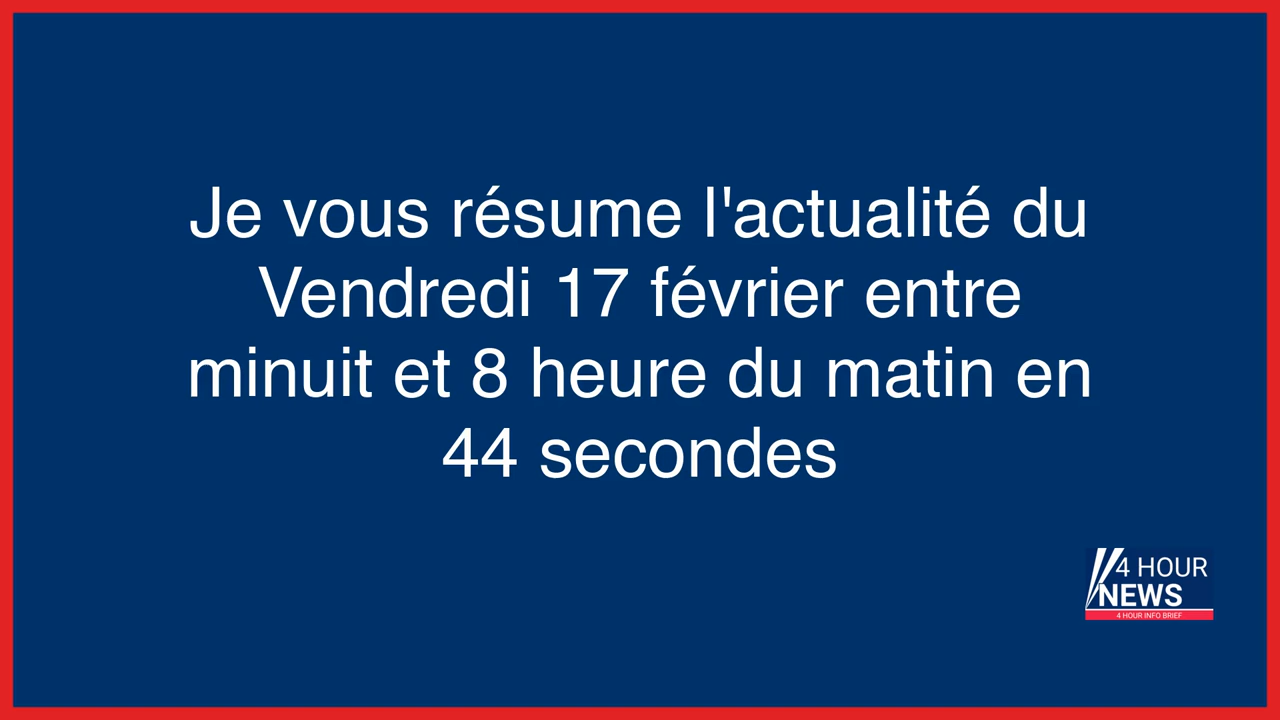 Je vous résume l'actualité du
Vendredi 17 février entre
minuit et 8 heure du matin en
44 secondes
4 HOUR
NEWS
4 HOUR INFO BRIEF